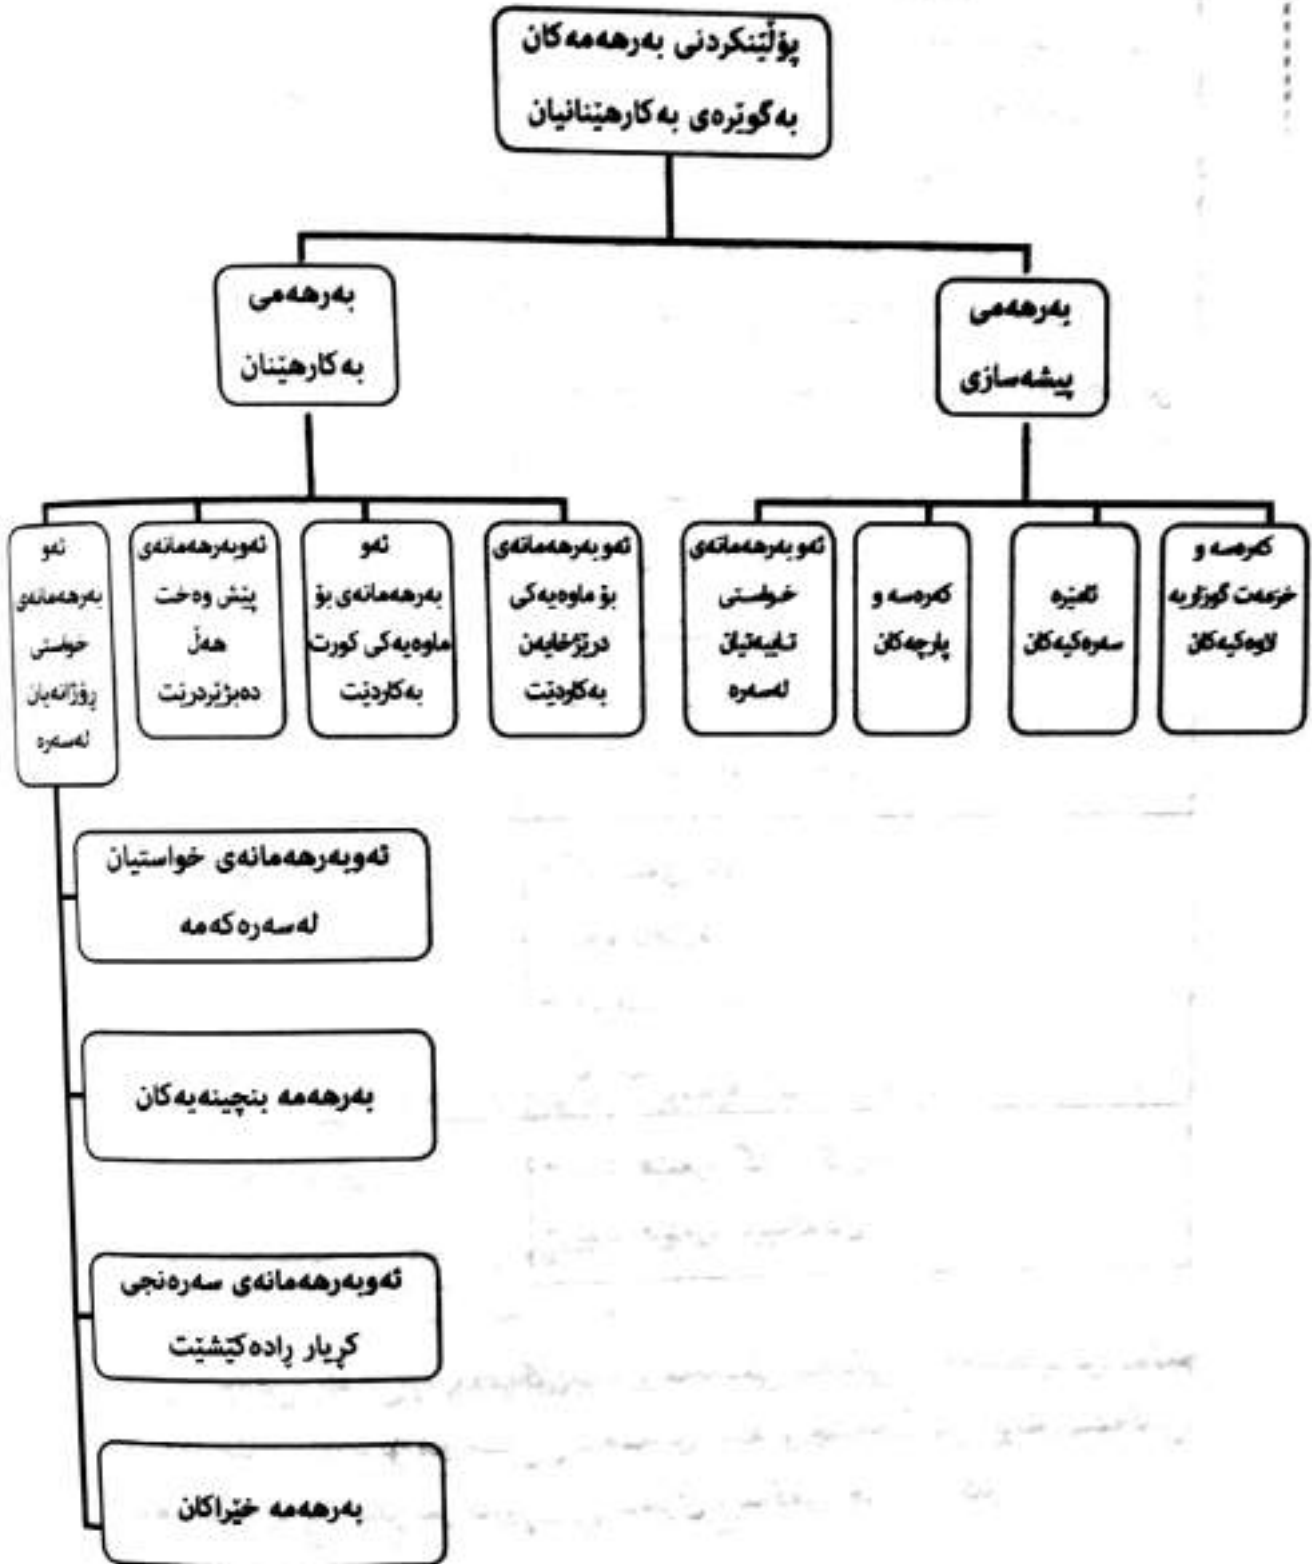 پۆڵێنکردنی بەرهەمەکان
بەگوێرەی بەکارهێنانیان
بەرهەمی
پیشەسازی
بەرهەمی
بەکارهێنان
کەرەسە و
خزمەت گوزاریە
لاوەکیەکان
ئامێرە
سەرەکیەکان
کەرەسە و
پارچەکان
ئەو بەرهەمانەی
خواستی
تایبەتیان
لەسەرە
ئەو بەرهەمانەی
بۆ ماوەیەکی
درێژخایەن
بەکاردێت
ئەو
بەرهەمانەی بۆ
ماوەیەکی کورت
بەکاردێت
ئەوبەرهەمانەی
پێش وەخت
هەڵ
دەبژێردرێت
ئەو
بەرهەمانەی
خواستی
ڕۆژانەیان
لەسەرە
ئەوبەرهەمانەی خواستیان
لەسەرەکەمە
بەرهەمە بنچینەیەکان
ئەوبەرهەمانەی سەرەنجی
کڕیار ڕادەکێشێت
بەرهەمە خێراکان